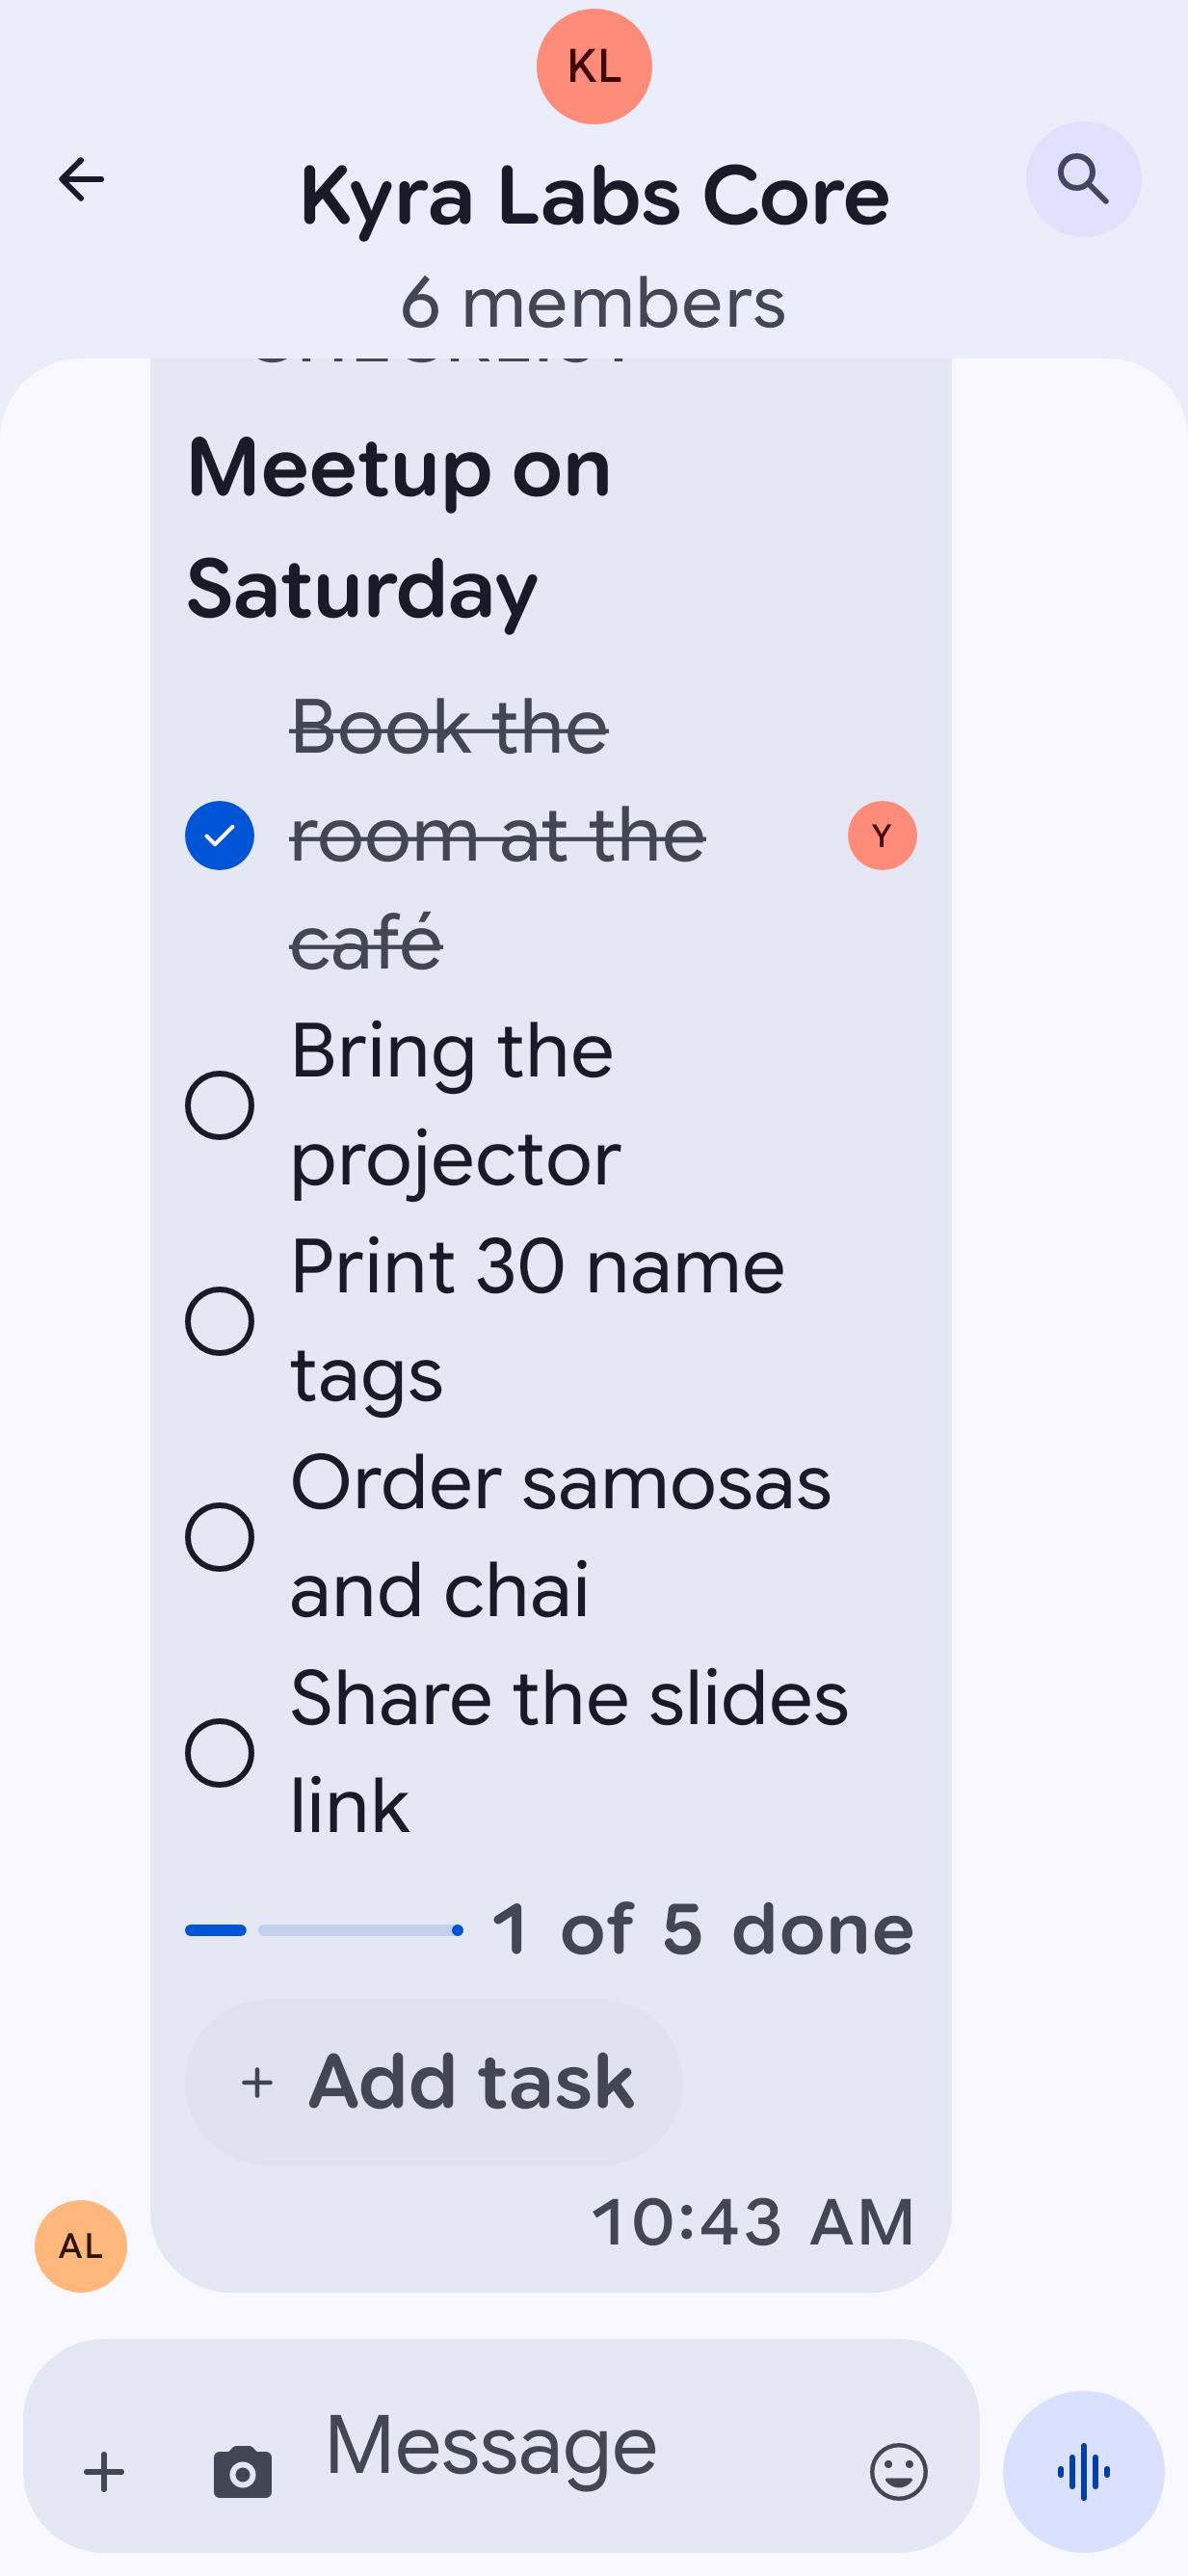 KL
Kyra Labs Core
6 members
CHECKLIST
Meetup on
Saturday
Book the
room at the
café
Y
Bring the
projector
Print 30 name
tags
Order samosas
and chai
Share the slides
link
1 of 5 done
+ Add task
10:43 AM
AL
Message